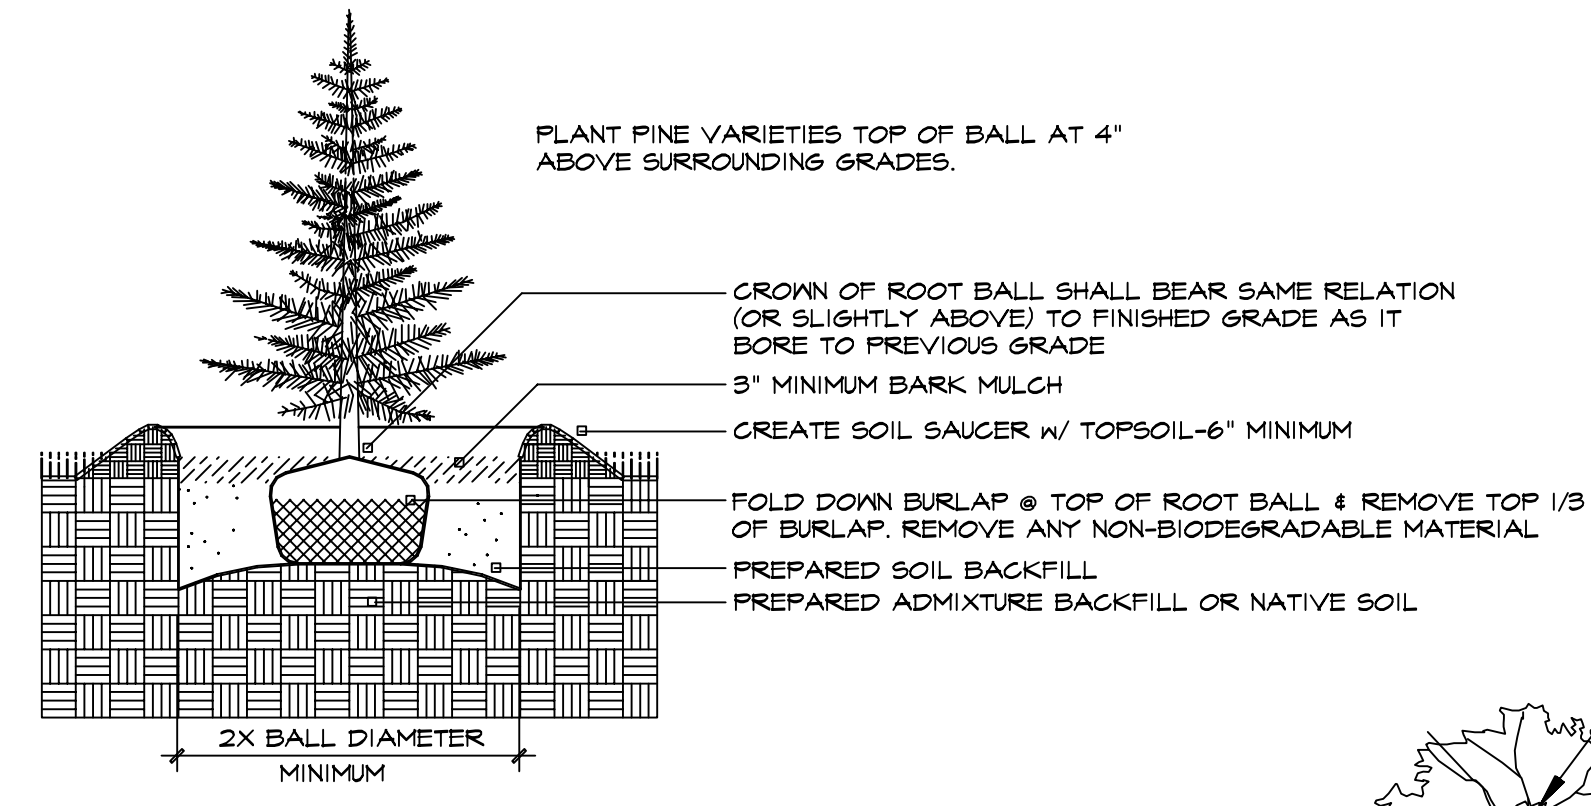 PLANT PINE VARIETIES TOP OF BALL AT 4"
ABOVE SURROUNDING GRADES.
CROWN OF ROOT BALL SHALL BEAR SAME RELATION
(OR SLIGHTLY ABOVE) TO FINISHED GRADE AS IT
BORE TO PREVIOUS GRADE
3" MINIMUM BARK MULCH
CREATE SOIL SAUCER W/ TOPSOIL-6" MINIMUM
FOLD DOWN BURLAP @ TOP OF ROOT BALL & REMOVE TOP 1/3
OF BURLAP. REMOVE ANY NON-BIODEGRADABLE MATERIAL
PREPARED SOIL BACKFILL
PREPARED ADMIXTURE BACKFILL OR NATIVE SOIL
2X BALL DIAMETER
MINIMUM